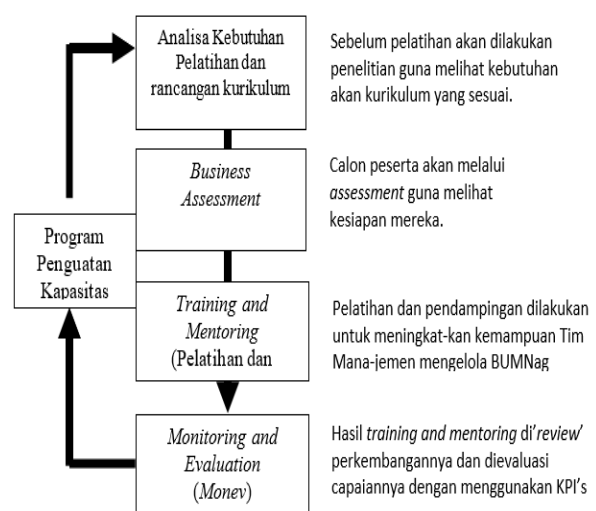 Analisa Kebutuhan
Pelatihan dan
rancangan kurikulum
Sebelum pelatihan akan dilakukan
penelitian guna melihat kebutuhan
akan kurikulum yang sesuai.
Business
Assessment
Calon peserta akan melalui
assessment guna melihat
kesiapan mereka.
Program
Penguatan
Kapasitas
Training and
Mentoring
(Pelatihan dan
Pelatihan dan pendampingan dilakukan
untuk meningkat-kan kemampuan Tim
Mana-jemen mengelola BUMNag
Monitoring and
Evaluation
(Monev)
Hasil training and mentoring di'review'
perkembangannya dan dievaluasi
capaiannya dengan menggunakan KPI's